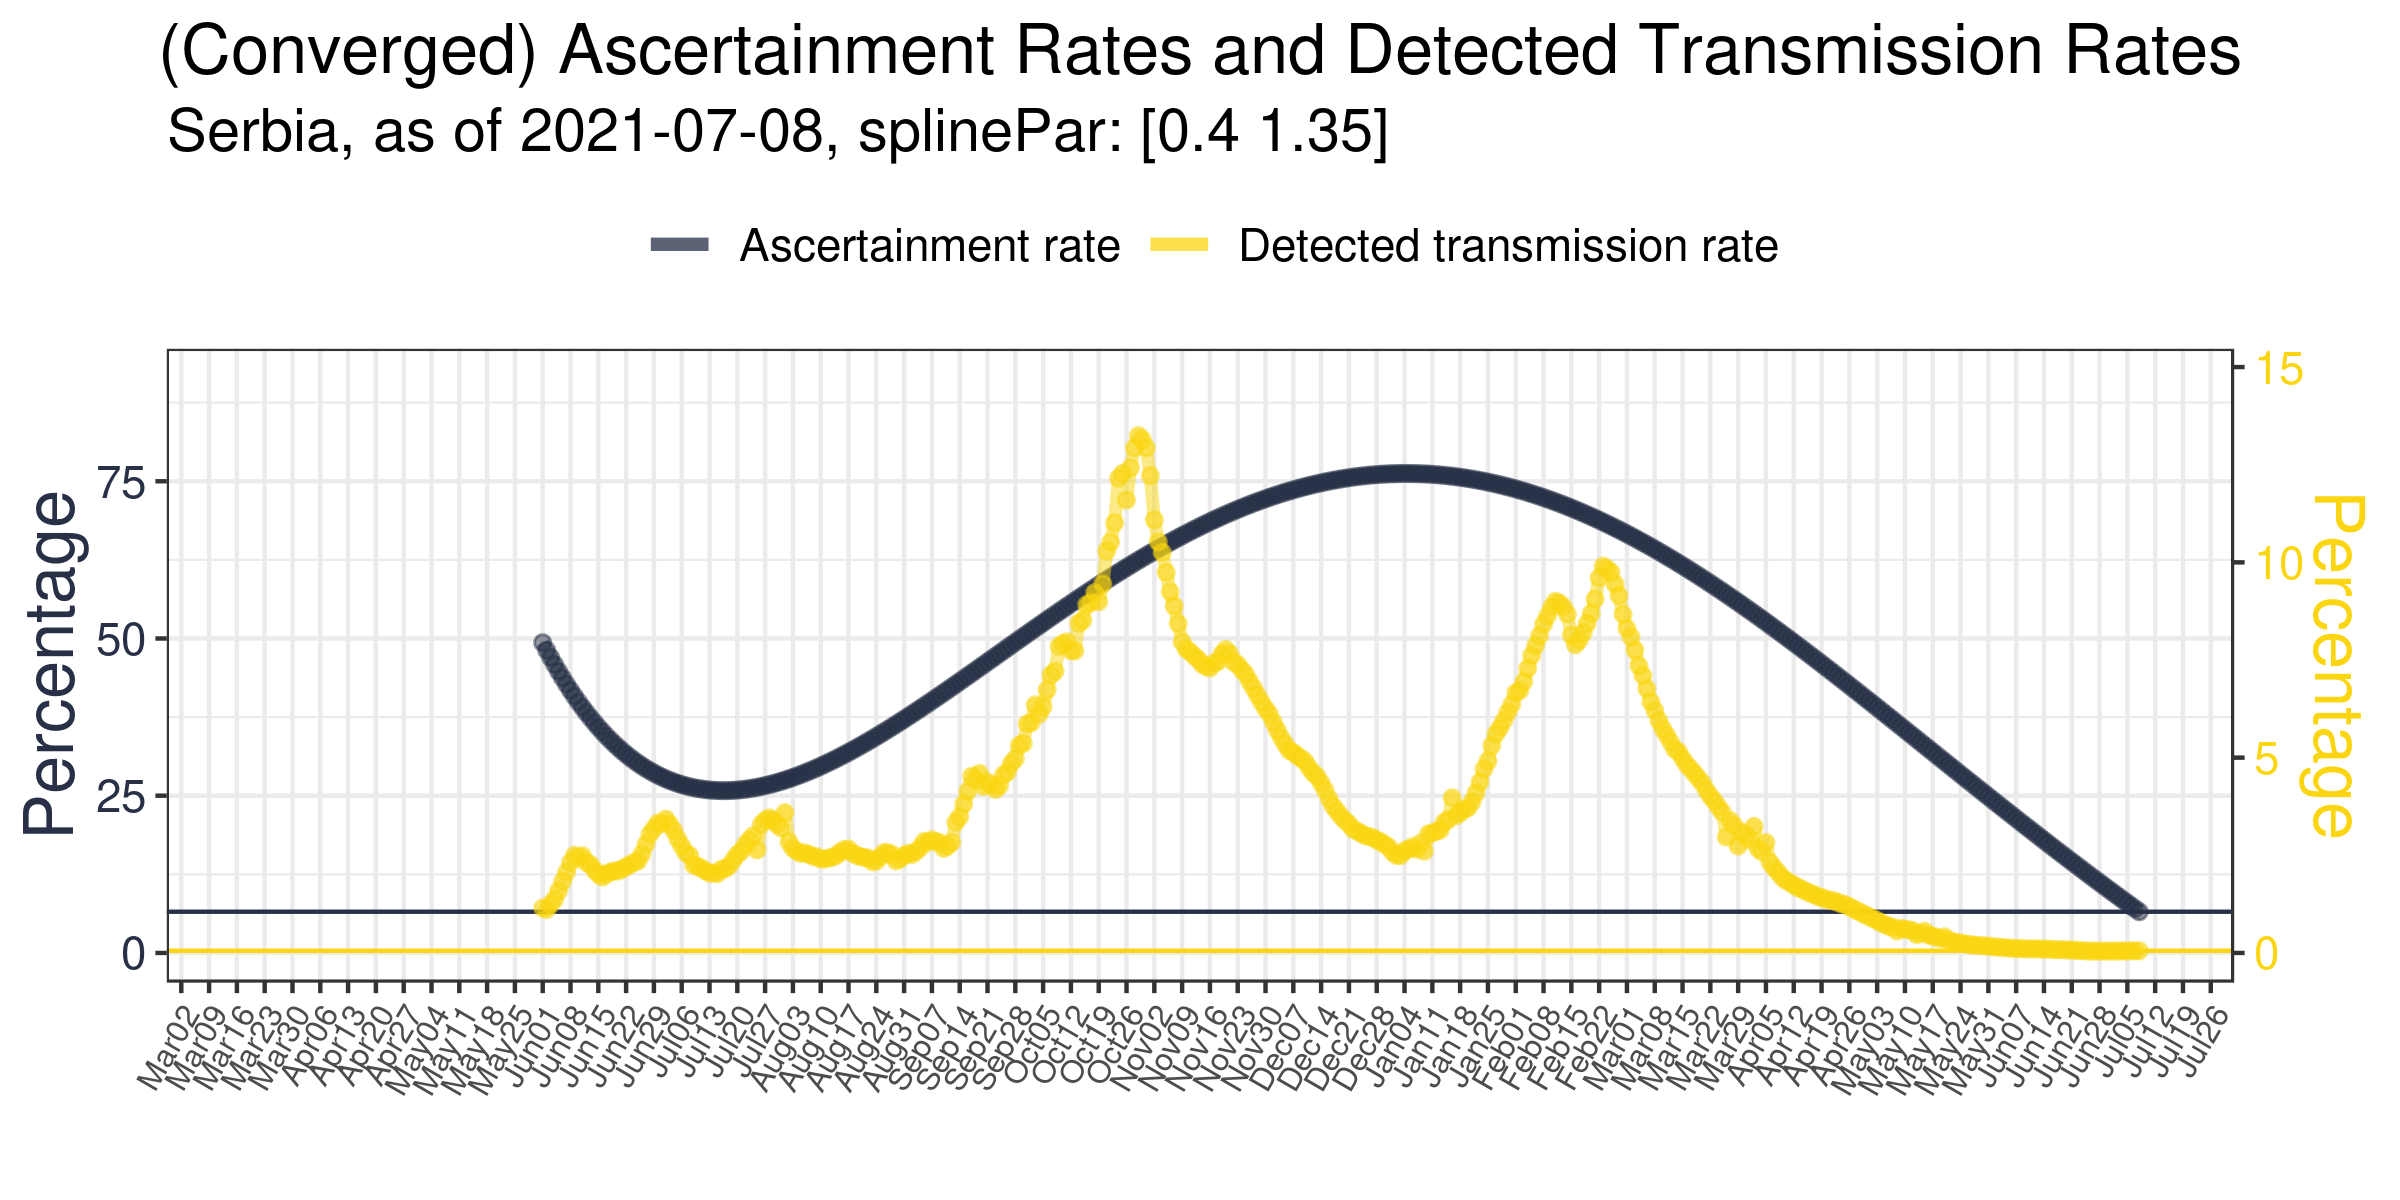 (Converged) Ascertainment Rates and Detected Transmission Rates
Serbia, as of 2021-07-08, splinePar: [0.4 1.35]
Ascertainment rate
Detected transmission rate
Percentage
75
50
25
0
15
10
5
0
Percentage
Mar02
Mar09
Mar16
Mar23
Mar30
Apr06
Apr13
Apr20
Apr27
May04
May11
May18
May25
Jun01
Jun08
Jun15
Jun22
Jun29
Jul06
Jul13
Jul20
Jul27
Aug03
Aug10
Aug17
Aug24
Aug31
Sep07
Sep14
Sep21
Sep28
Oct05
Oct12
Oct19
Oct26
Nov02
Nov09
Nov16
Nov23
Nov30
Dec07
Dec14
Dec21
Dec28
Jan04
Jan11
Jan18
Jan25
Feb01
Feb08
Feb15
Feb22
Mar01
Mar08
Mar15
Mar22
Mar29
Apr05
Apr12
Apr19
Apr26
May03
May10
May17
May24
May31
Jun07
Jun14
Jun21
Jun28
Jul05
Jul12
Jul19
Jul26